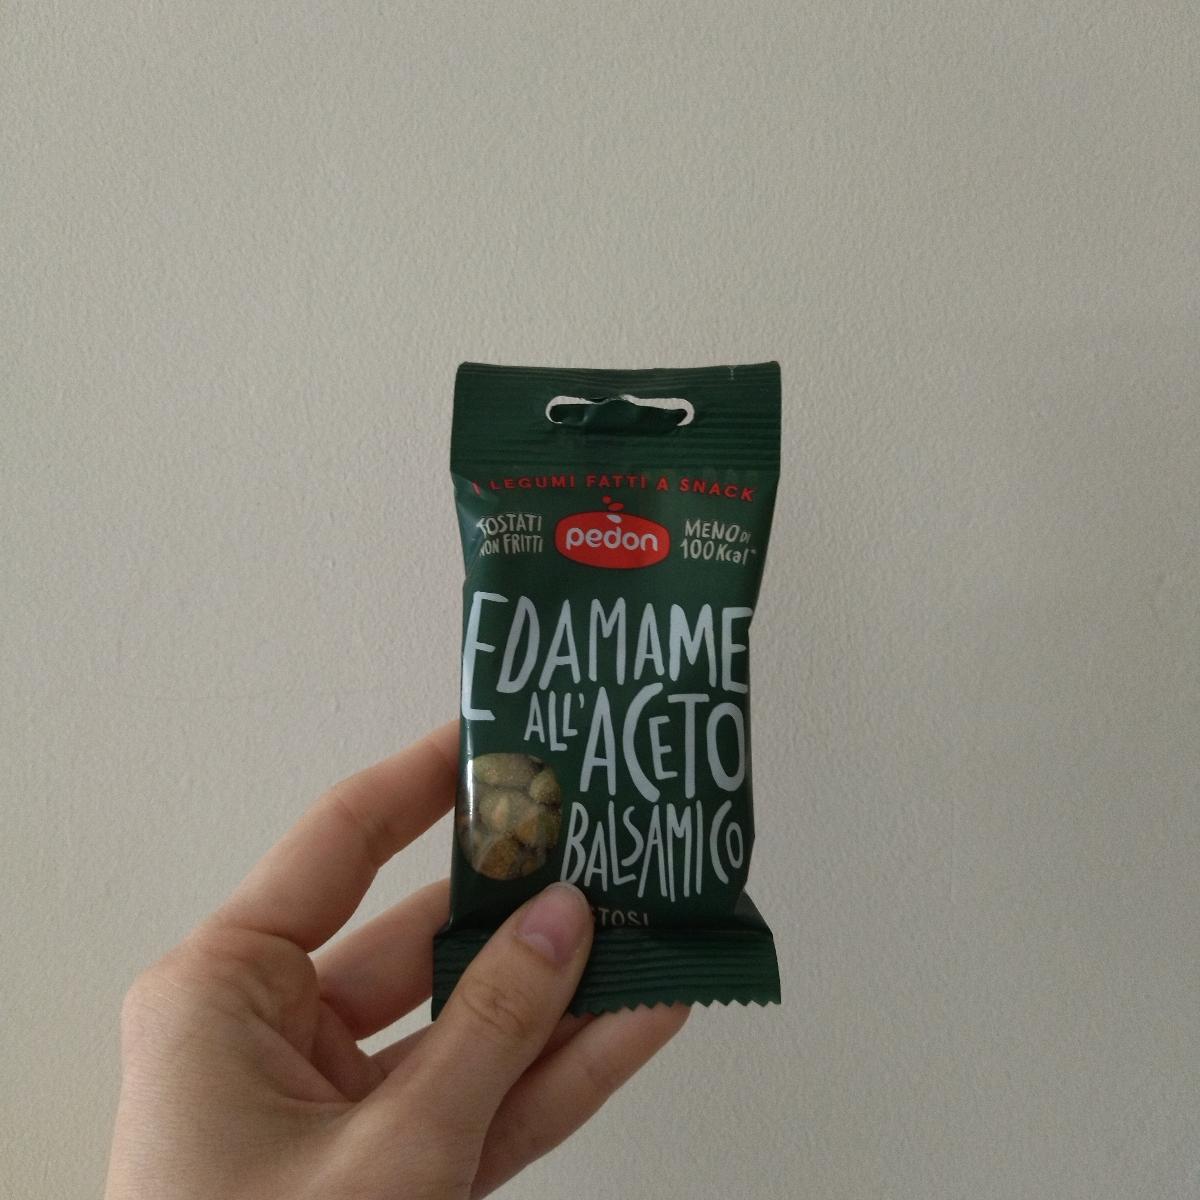 I LEGUMI FATTI A SNACK
TOSTATI
NON FRITTI
pedon
MENO DI
100 Kcal*
EDAMAME
ALL'ACETO
BALSAMICO